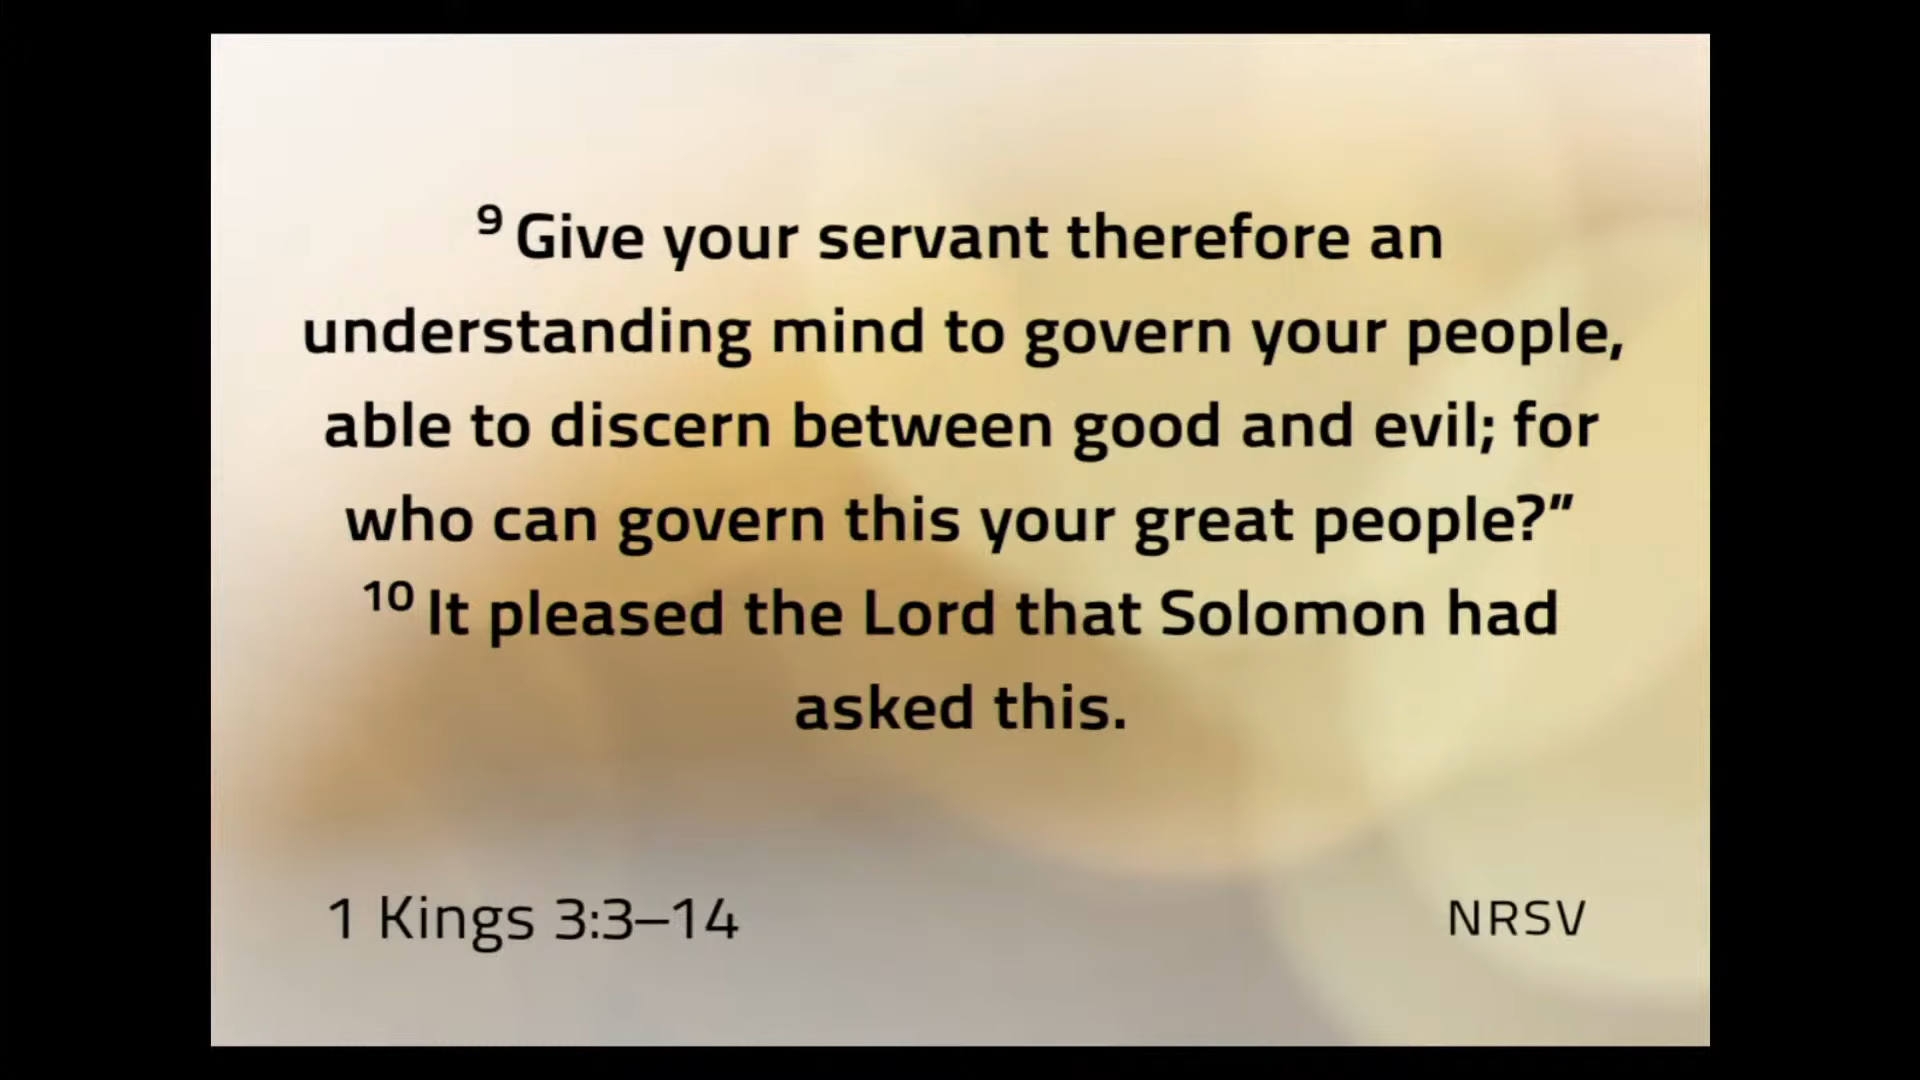 ⁹ Give your servant therefore an
understanding mind to govern your people,
able to discern between good and evil; for
who can govern this your great people?”
¹⁰ It pleased the Lord that Solomon had
asked this.
1 Kings 3:3–14
NRSV